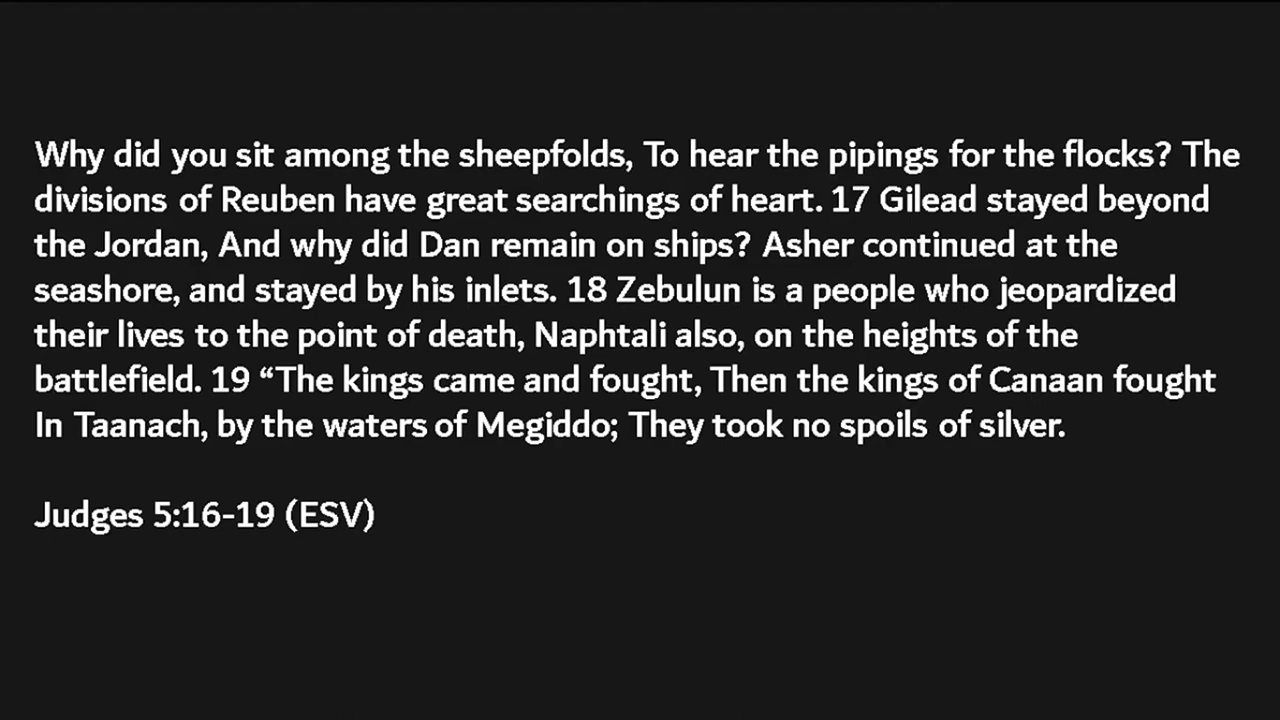 Why did you sit among the sheepfolds, To hear the pipings for the flocks? The
divisions of Reuben have great searchings of heart. 17 Gilead stayed beyond
the Jordan, And why did Dan remain on ships? Asher continued at the
seashore, and stayed by his inlets. 18 Zebulun is a people who jeopardized
their lives to the point of death, Naphtali also, on the heights of the
battlefield. 19 “The kings came and fought, Then the kings of Canaan fought
In Taanach, by the waters of Megiddo; They took no spoils of silver.
Judges 5:16-19 (ESV)